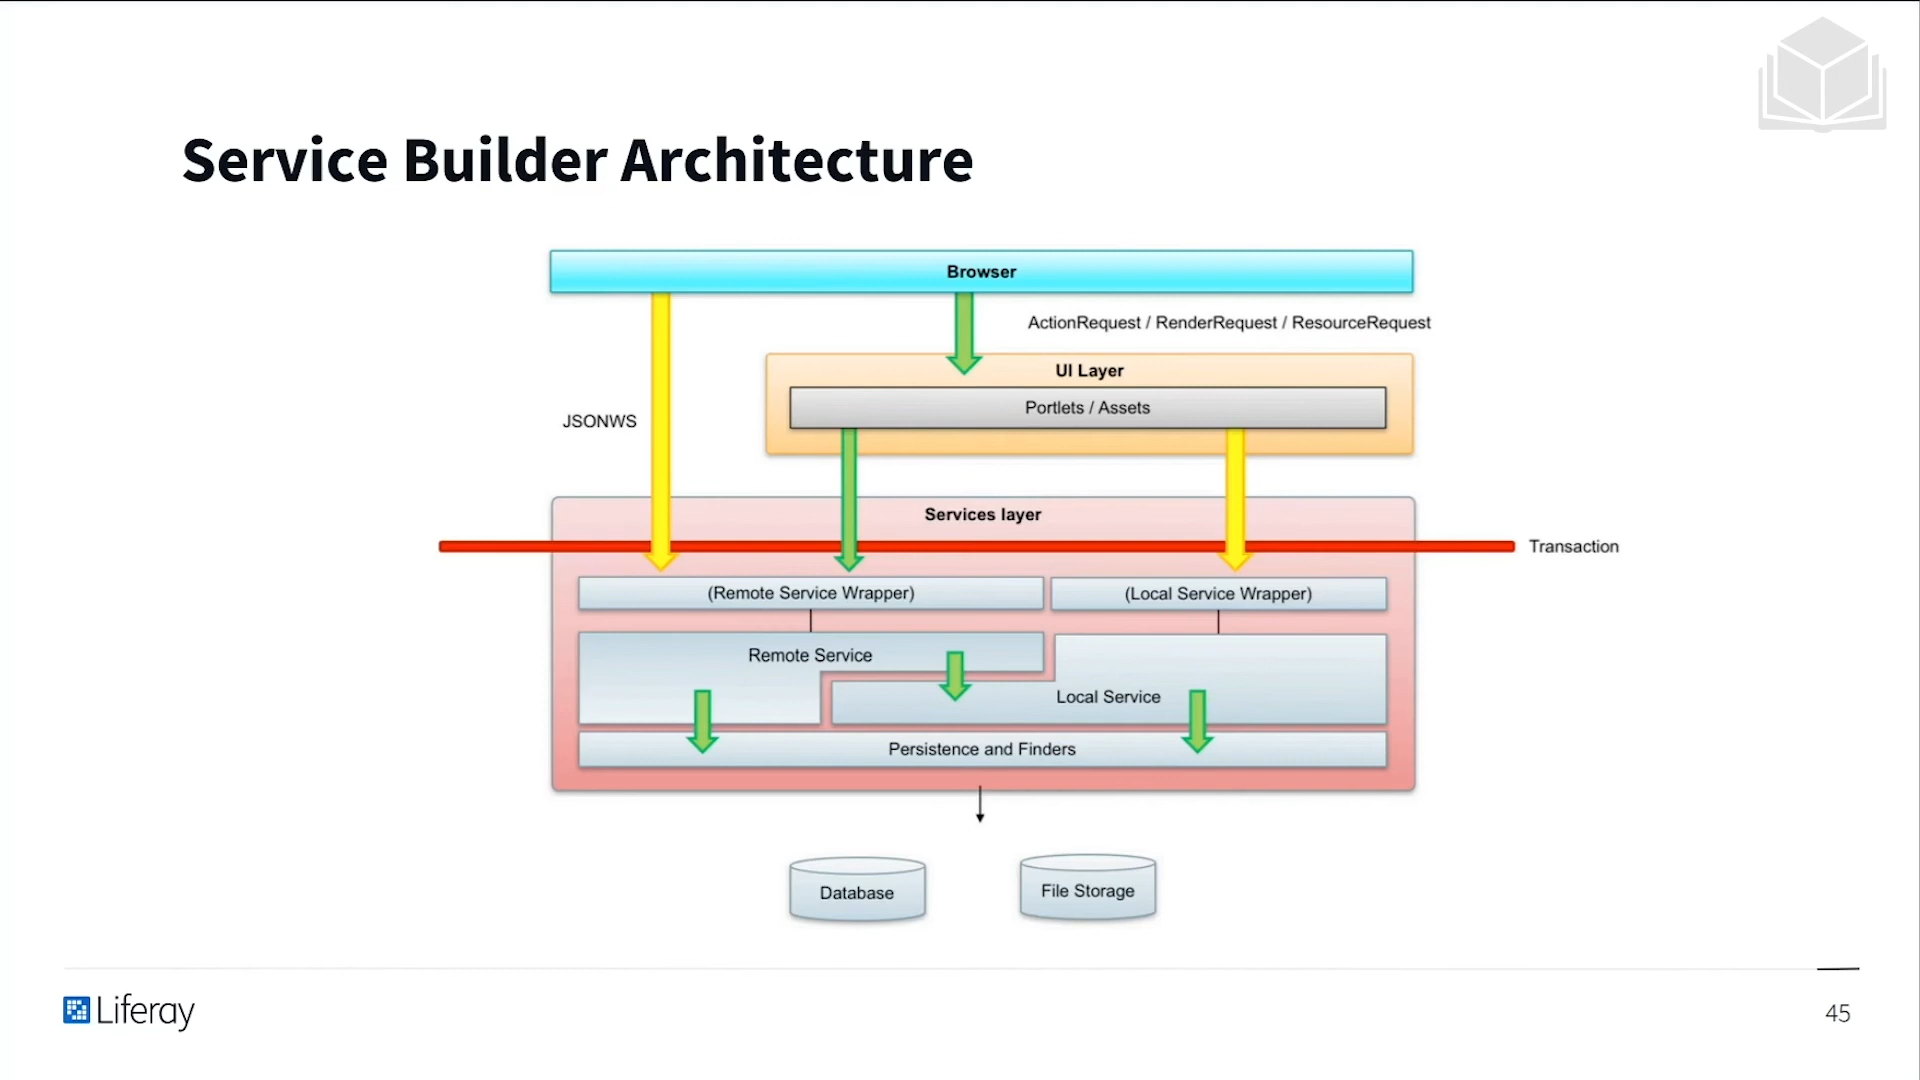 Service Builder Architecture
Browser
ActionRequest / RenderRequest / ResourceRequest
UI Layer
Portlets / Assets
JSONWS
Services layer
Transaction
(Remote Service Wrapper)
(Local Service Wrapper)
Remote Service
Local Service
Persistence and Finders
Database
File Storage
Liferay
45